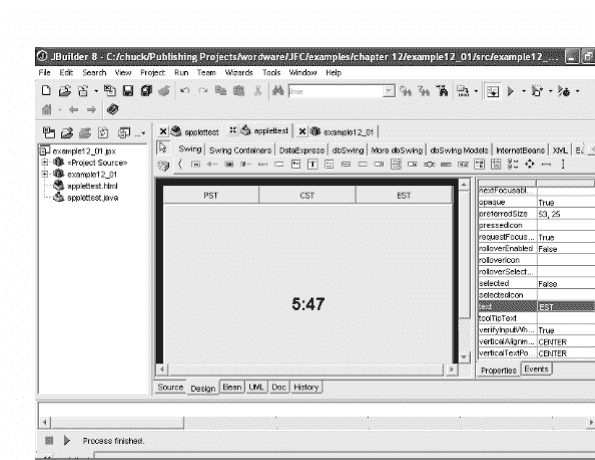 JBuilder 8 - C:/chuck/Publishing Projects/wordware/JFC/examples/chapter 12/example12_01/src/example12_...
File Edit Search View Project Run Team Wizards Tools Window Help
applettest applettest example12_01
Swing Swing Containers DataExpress dbSwing More dbSwing dbSwing Models InternetBeans XML
example12_01.jpx
<Project Source>
example12_01
applettest.html
applettest.java
PST CST EST
5:47
nextFocusabl...
opaque True
preferredSize 53, 25
pressedIcon
requestFocus... True
rolloverEnabled False
rolloverIcon
rolloverSelect...
selected False
selectedIcon
text EST
toolTipText
verifyInputWh... True
verticalAlignm... CENTER
verticalTextPo... CENTER
Properties Events
Source Design Bean UML Doc History
Process finished.